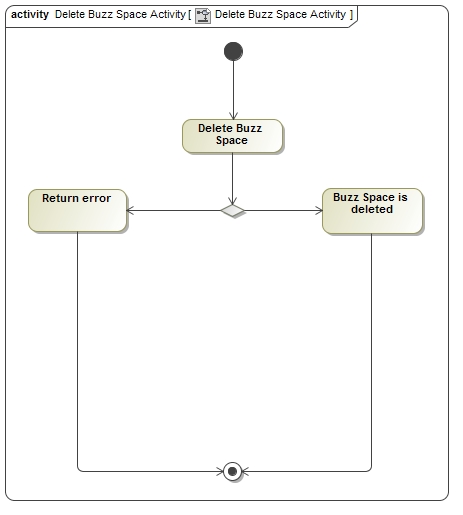 activity Delete Buzz Space Activity [ Delete Buzz Space Activity ]
Delete Buzz
Space
Return error
Buzz Space is
deleted